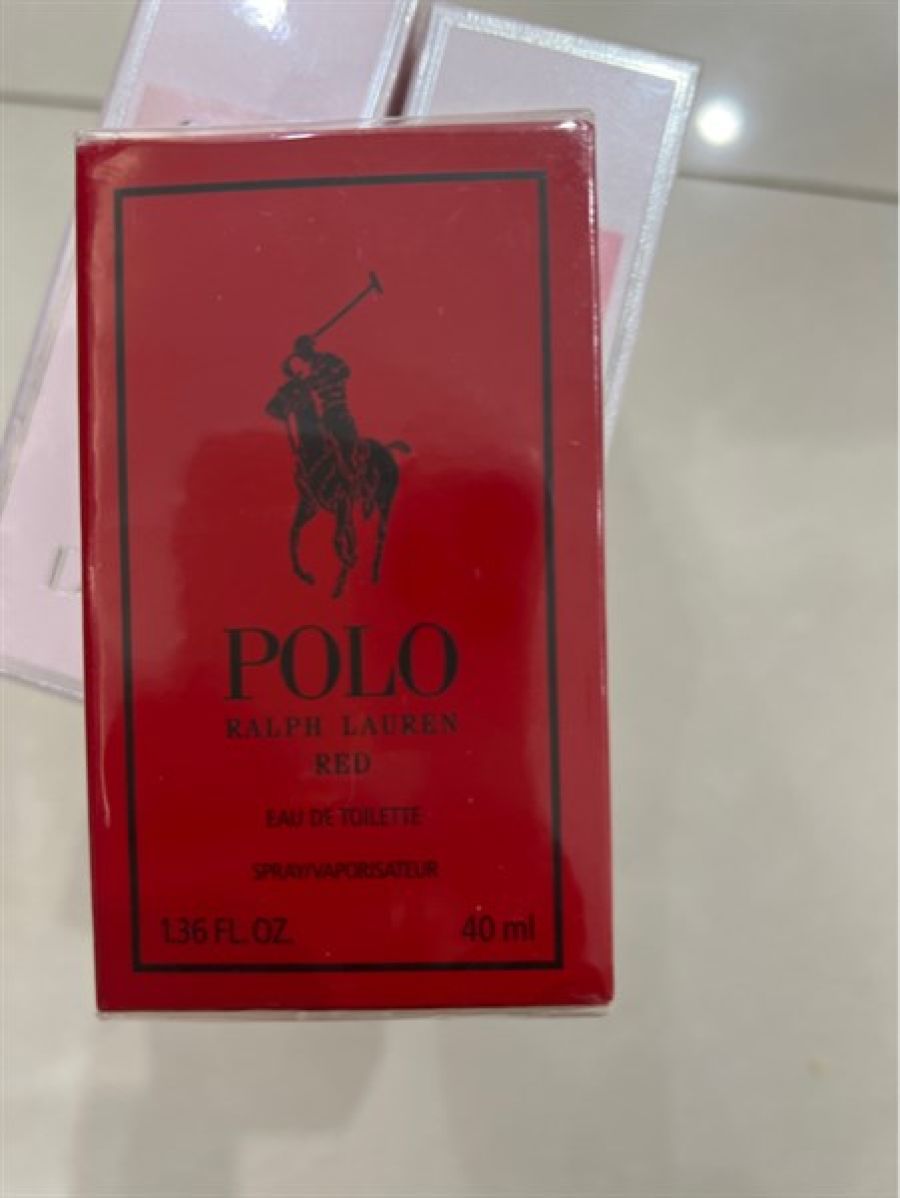 POLO
RALPH LAUREN
RED
EAU DE TOILETTE
SPRAY/VAPORISATEUR
1.36 FL. OZ. 40 ml